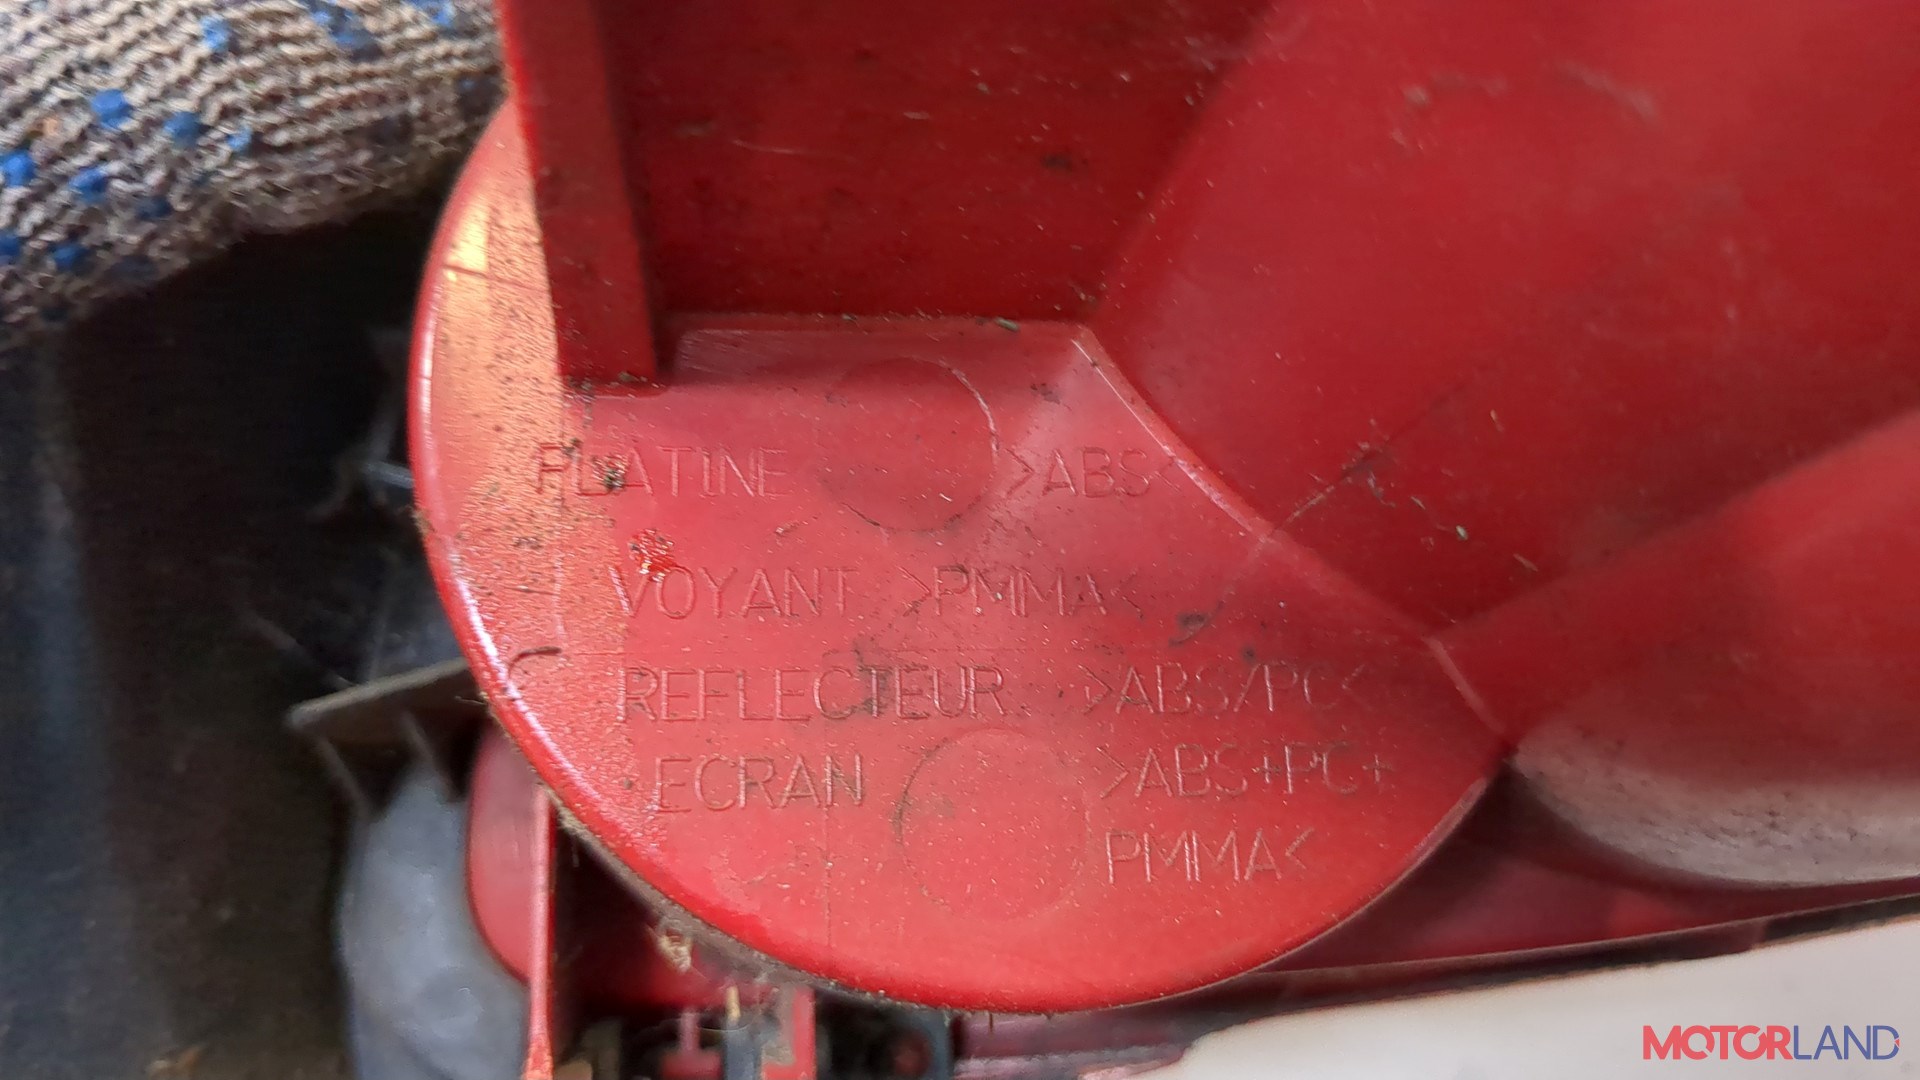 PLATINE >ABS<
VOYANT >PMMA<
REFLECTEUR >ABS/PC<
ECRAN >ABS+PC+
PMMA<
MOTORLAND